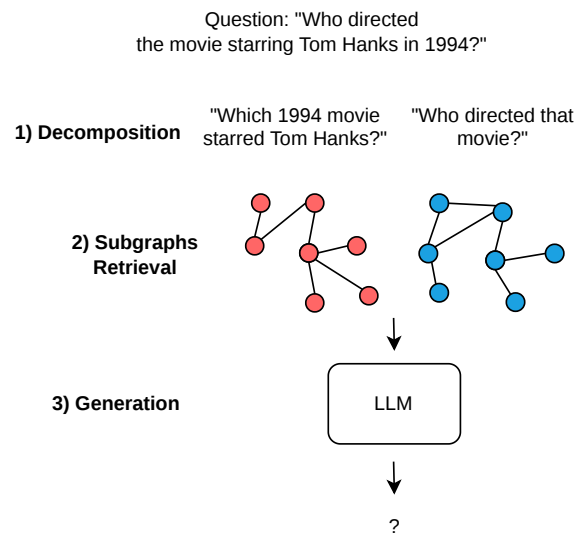 Question: "Who directed
the movie starring Tom Hanks in 1994?"
1) Decomposition
"Which 1994 movie
starred Tom Hanks?"
"Who directed that
movie?"
2) Subgraphs
Retrieval
3) Generation
LLM
?